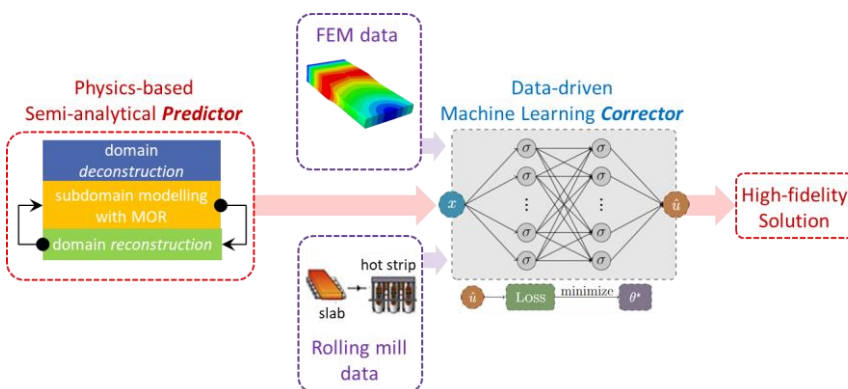 Physics-based
Semi-analytical Predictor
domain
deconstruction
subdomain modelling
with MOR
domain reconstruction
FEM data
hot strip
slab
Rolling mill
data
Data-driven
Machine Learning Corrector
x
σ
σ
σ
σ
⋮
⋮
σ
σ
σ
σ
û
û
Loss
minimize
θ*
High-fidelity
Solution